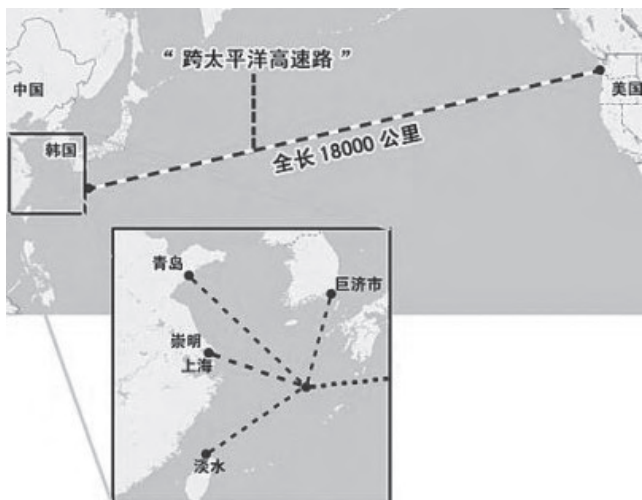 “跨太平洋高速路”
中国
美国
韩国
全长 18000 公里
青岛
巨济市
崇明
上海
淡水